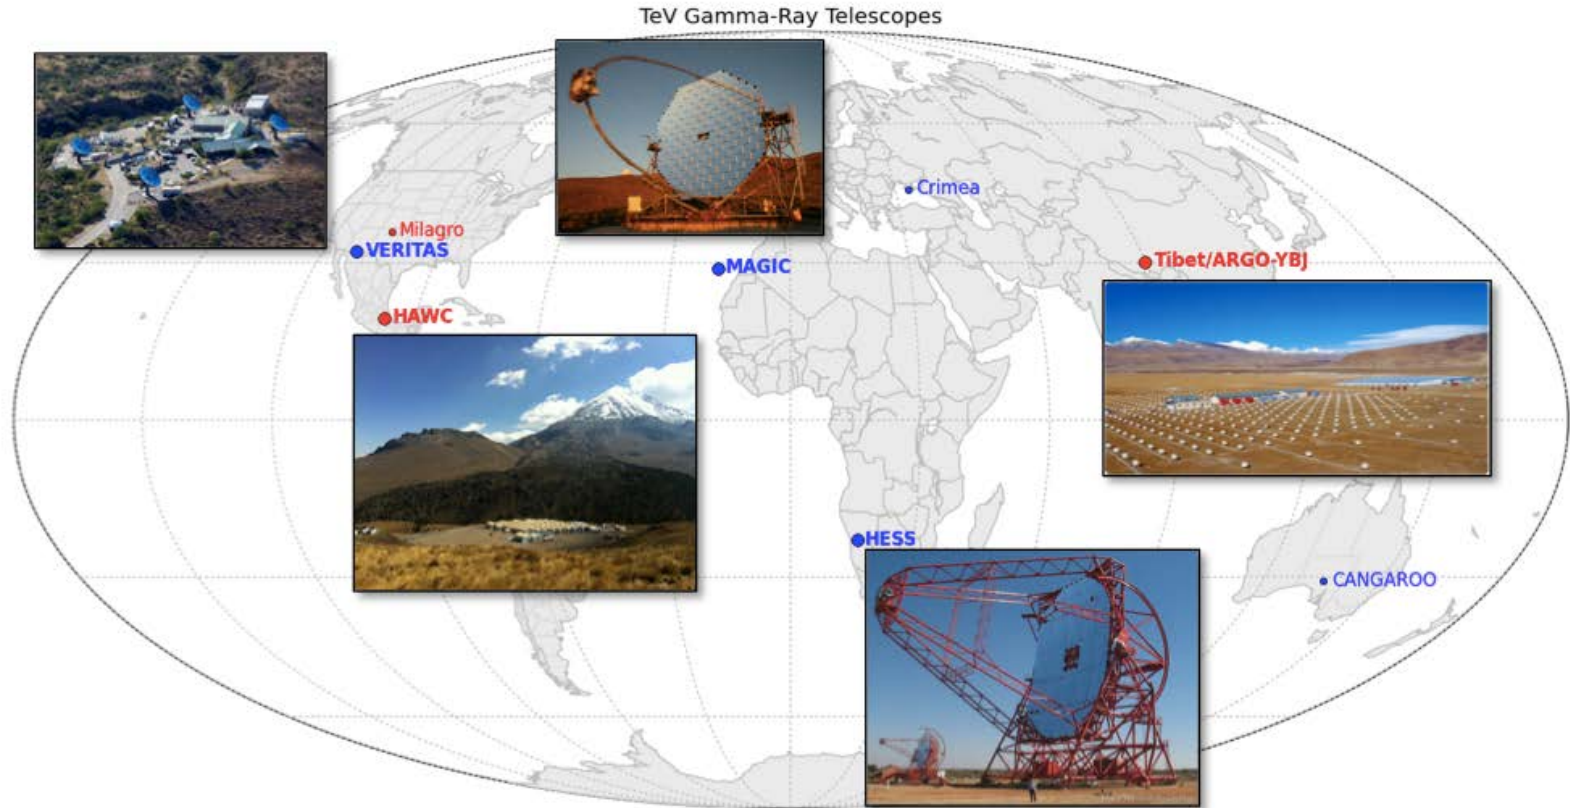 TeV Gamma-Ray Telescopes
Crimea
Milagro
VERITAS
MAGIC
Tibet/ARGO-YBJ
HAWC
HESS
CANGAROO